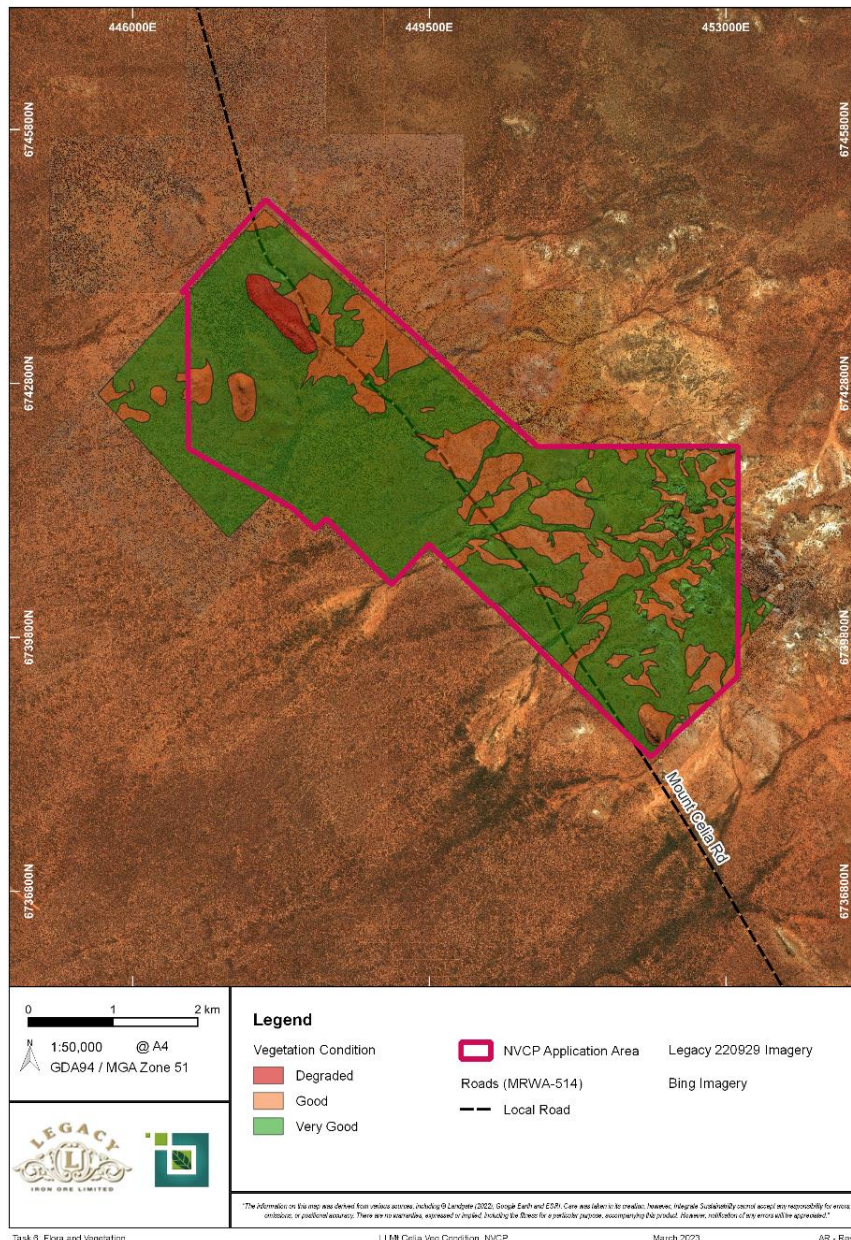 446000E 449500E 453000E
6745800N 6745800N
6742800N 6742800N
6739800N 6739800N
6736800N 6736800N
Mount Celia Rd
0 1 2 km
N
1:50,000 @ A4
GDA94 / MGA Zone 51
LEGACY
LJ
IRON ORE LIMITED
Legend
Vegetation Condition
Degraded
Good
Very Good
NVCP Application Area
Roads (MRWA-514)
Local Road
Legacy 220929 Imagery
Bing Imagery
"The information on this map was derived from various sources, including © Landgate (2022), Google Earth and ESRI. Care was taken in its creation, however, Integrate Sustainability cannot accept any responsibility for errors,
omissions, or positional accuracy. There are no warranties, expressed or implied, including the fitness for a particular purpose, accompanying this product. However, notification of any errors will be appreciated."
Task 6: Flora and Vegetation Celia Veg Condition NVCP March 2023 AR - Rev